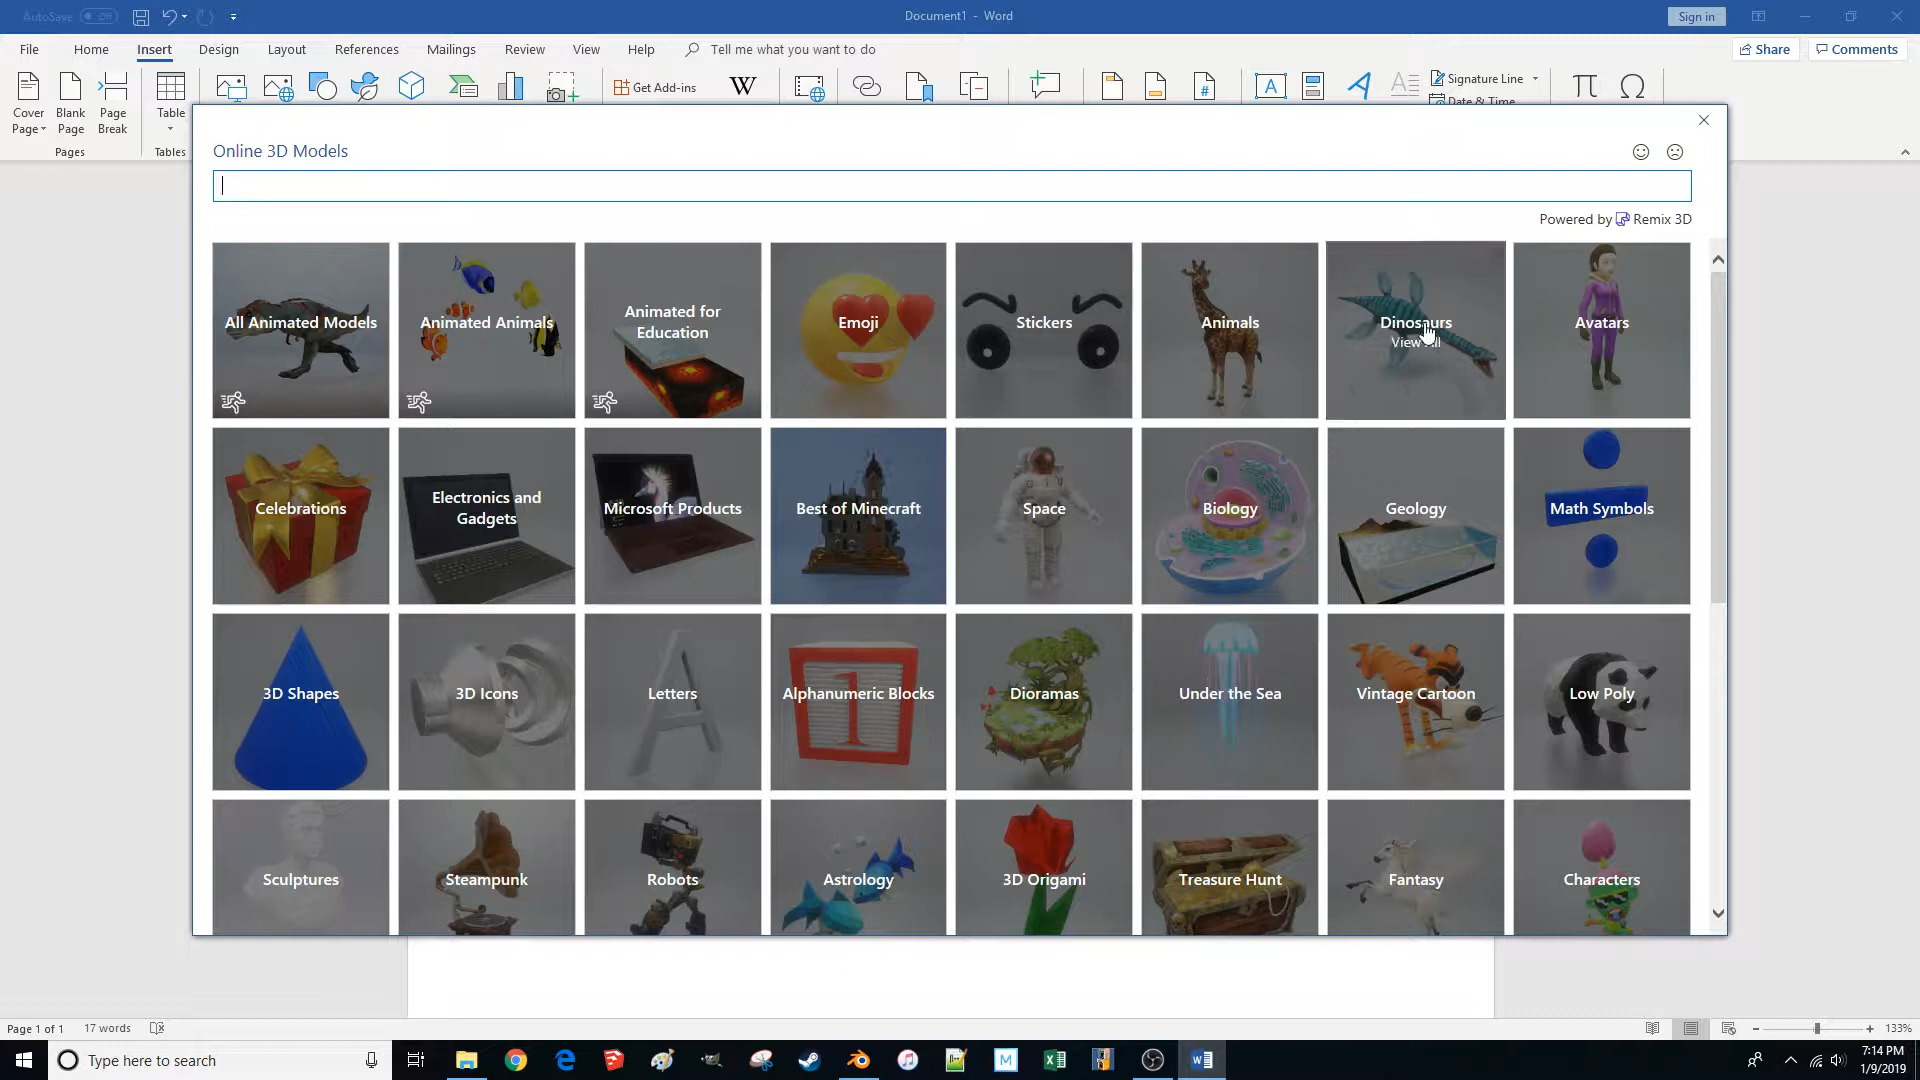 AutoSave Off
Document1 - Word
Sign in
File Home Insert Design Layout References Mailings Review View Help Tell me what you want to do
Share Comments
Cover Page
Blank Page
Page Break
Table
Get Add-ins
W
Signature Line
Date & Time
Pages
Tables
Online 3D Models
Powered by Remix 3D
All Animated Models
Animated Animals
Animated for Education
Emoji
Stickers
Animals
Dinosaurs
View All
Avatars
Celebrations
Electronics and Gadgets
Microsoft Products
Best of Minecraft
Space
Biology
Geology
Math Symbols
3D Shapes
3D Icons
Letters
Alphanumeric Blocks
Dioramas
Under the Sea
Vintage Cartoon
Low Poly
Sculptures
Steampunk
Robots
Astrology
3D Origami
Treasure Hunt
Fantasy
Characters
Page 1 of 1 17 words
133%
Type here to search
7:14 PM
1/9/2019